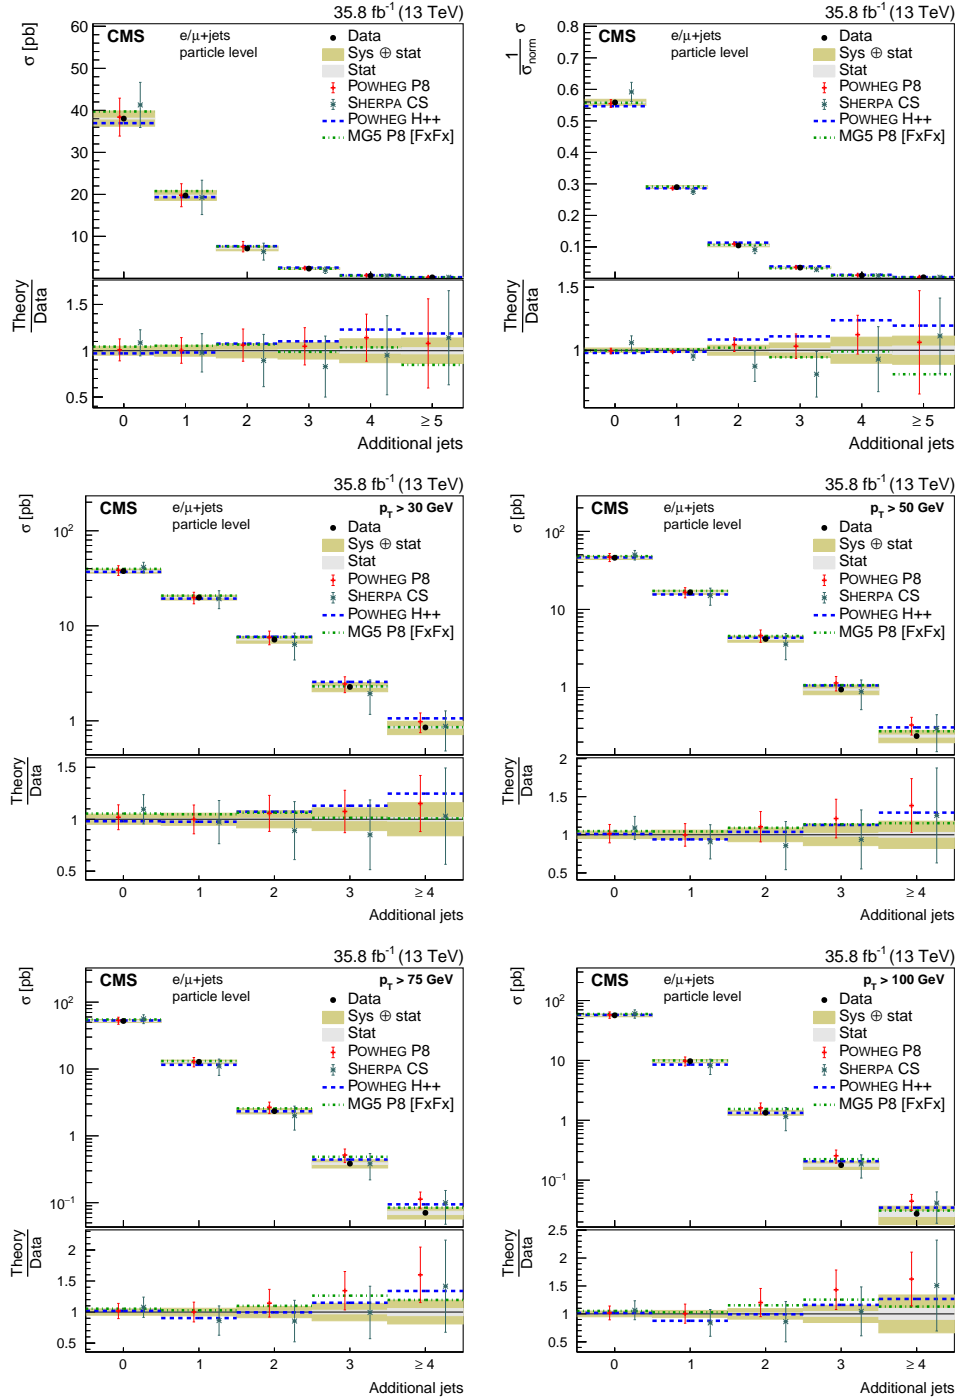 35.8 fb⁻¹ (13 TeV)
σ [pb]
CMS
e/μ+jets
particle level
Data
Sys ⊕ stat
Stat
POWHEG P8
SHERPA CS
POWHEG H++
MG5 P8 [FxFx]
60
50
40
30
20
10
Theory
Data
1.5
1
0.5
0 1 2 3 4 ≥ 5
Additional jets
35.8 fb⁻¹ (13 TeV)
1/σnorm σ
CMS
e/μ+jets
particle level
Data
Sys ⊕ stat
Stat
POWHEG P8
SHERPA CS
POWHEG H++
MG5 P8 [FxFx]
0.8
0.7
0.6
0.5
0.4
0.3
0.2
0.1
Theory
Data
1.5
1
0 1 2 3 4 ≥ 5
Additional jets
35.8 fb⁻¹ (13 TeV)
σ [pb]
CMS
e/μ+jets
particle level
p_T > 30 GeV
Data
Sys ⊕ stat
Stat
POWHEG P8
SHERPA CS
POWHEG H++
MG5 P8 [FxFx]
10²
10
1
Theory
Data
1.5
1
0.5
0 1 2 3 ≥ 4
Additional jets
35.8 fb⁻¹ (13 TeV)
σ [pb]
CMS
e/μ+jets
particle level
p_T > 50 GeV
Data
Sys ⊕ stat
Stat
POWHEG P8
SHERPA CS
POWHEG H++
MG5 P8 [FxFx]
10²
10
1
Theory
Data
2
1.5
1
0.5
0 1 2 3 ≥ 4
Additional jets
35.8 fb⁻¹ (13 TeV)
σ [pb]
CMS
e/μ+jets
particle level
p_T > 75 GeV
Data
Sys ⊕ stat
Stat
POWHEG P8
SHERPA CS
POWHEG H++
MG5 P8 [FxFx]
10²
10
1
10⁻¹
Theory
Data
2
1.5
1
0.5
0 1 2 3 ≥ 4
Additional jets
35.8 fb⁻¹ (13 TeV)
σ [pb]
CMS
e/μ+jets
particle level
p_T > 100 GeV
Data
Sys ⊕ stat
Stat
POWHEG P8
SHERPA CS
POWHEG H++
MG5 P8 [FxFx]
10²
10
1
10⁻¹
Theory
Data
2.5
2
1.5
1
0.5
0 1 2 3 ≥ 4
Additional jets